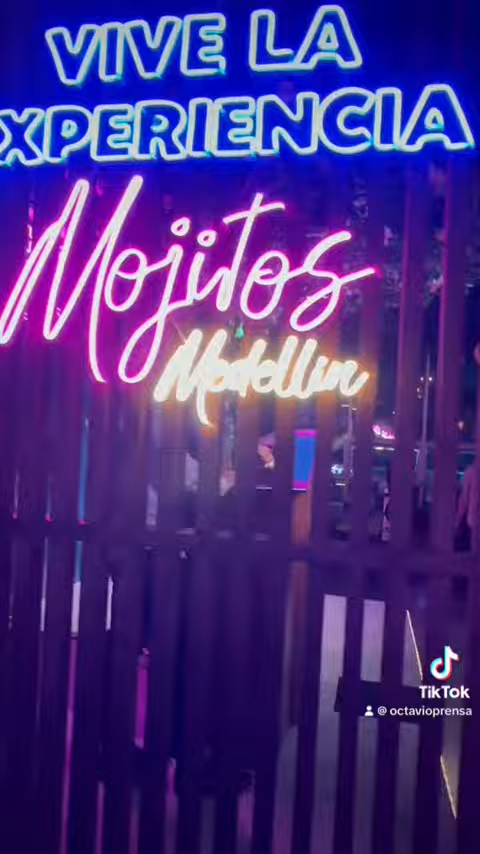 VIVE LA
XPERIENCIA
Mojitos
Medellin
TikTok
@ octavioprensa